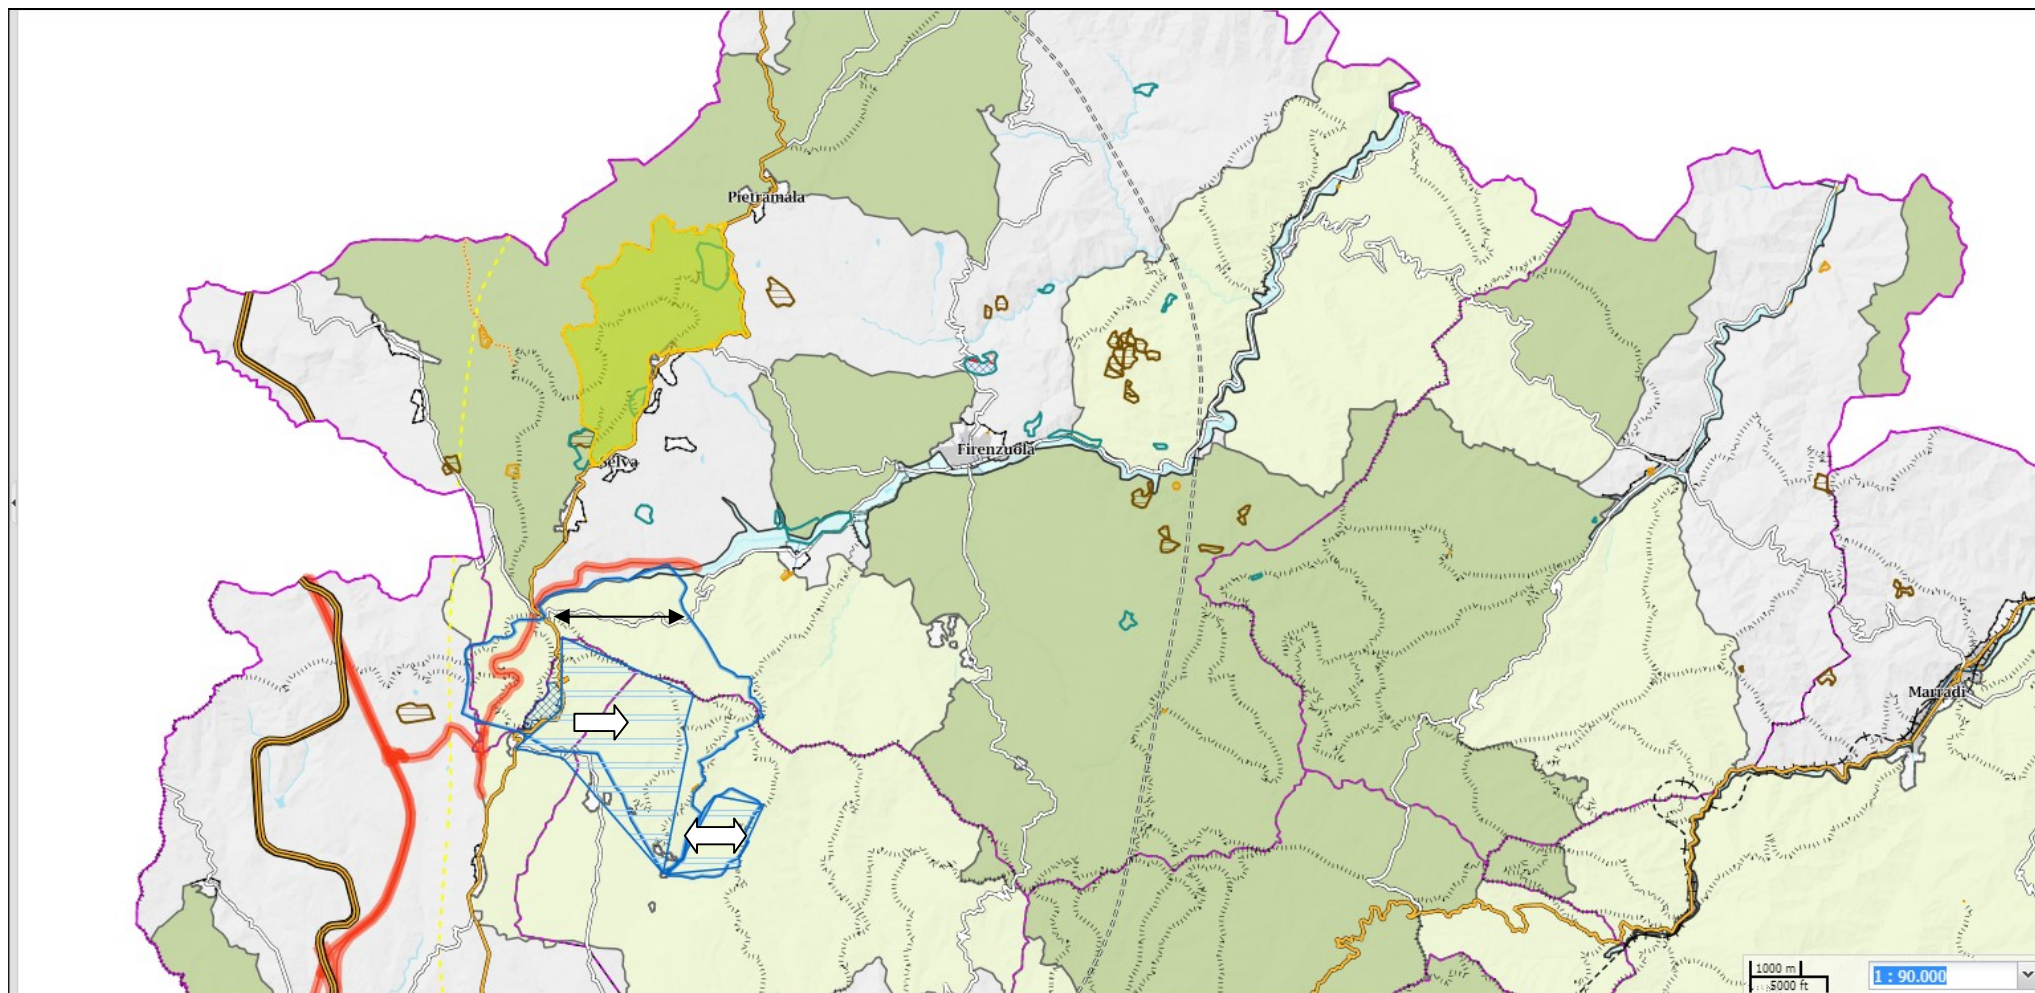 Pietramala
Selva
Firenzuola
Marradi
1000 m
5000 ft
1 : 90.000